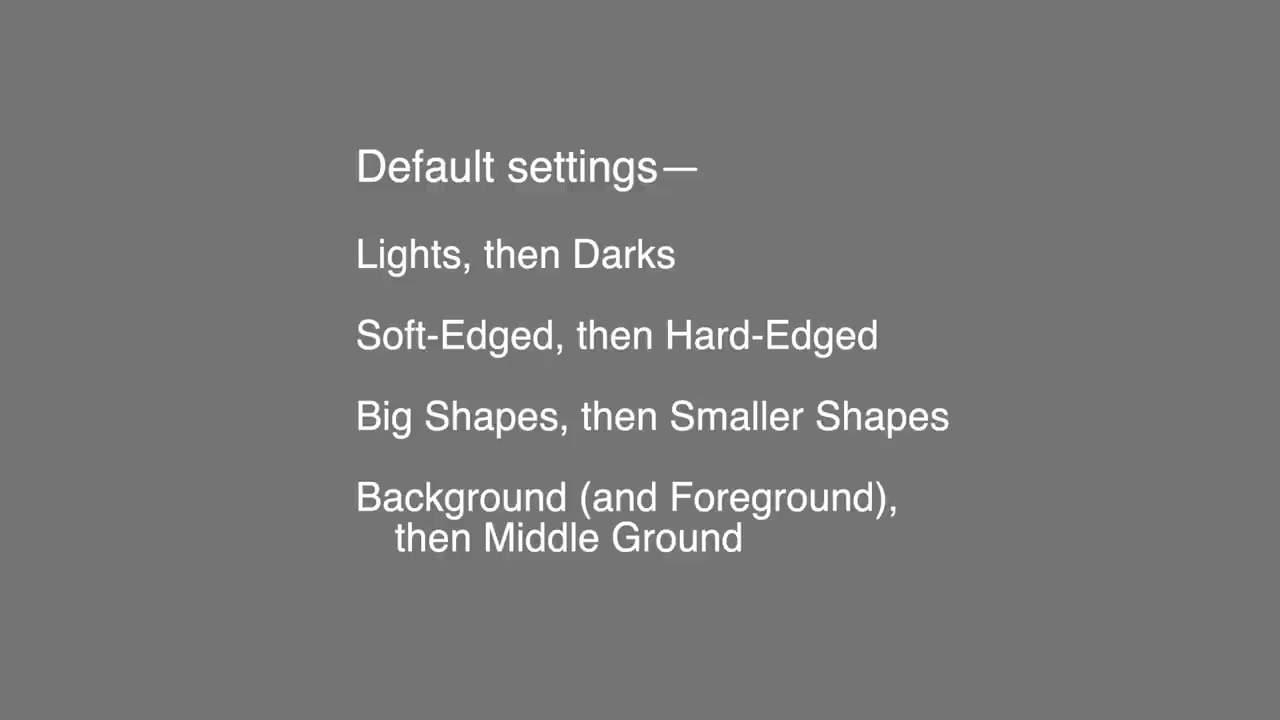 Default settings—
Lights, then Darks
Soft-Edged, then Hard-Edged
Big Shapes, then Smaller Shapes
Background (and Foreground),
then Middle Ground